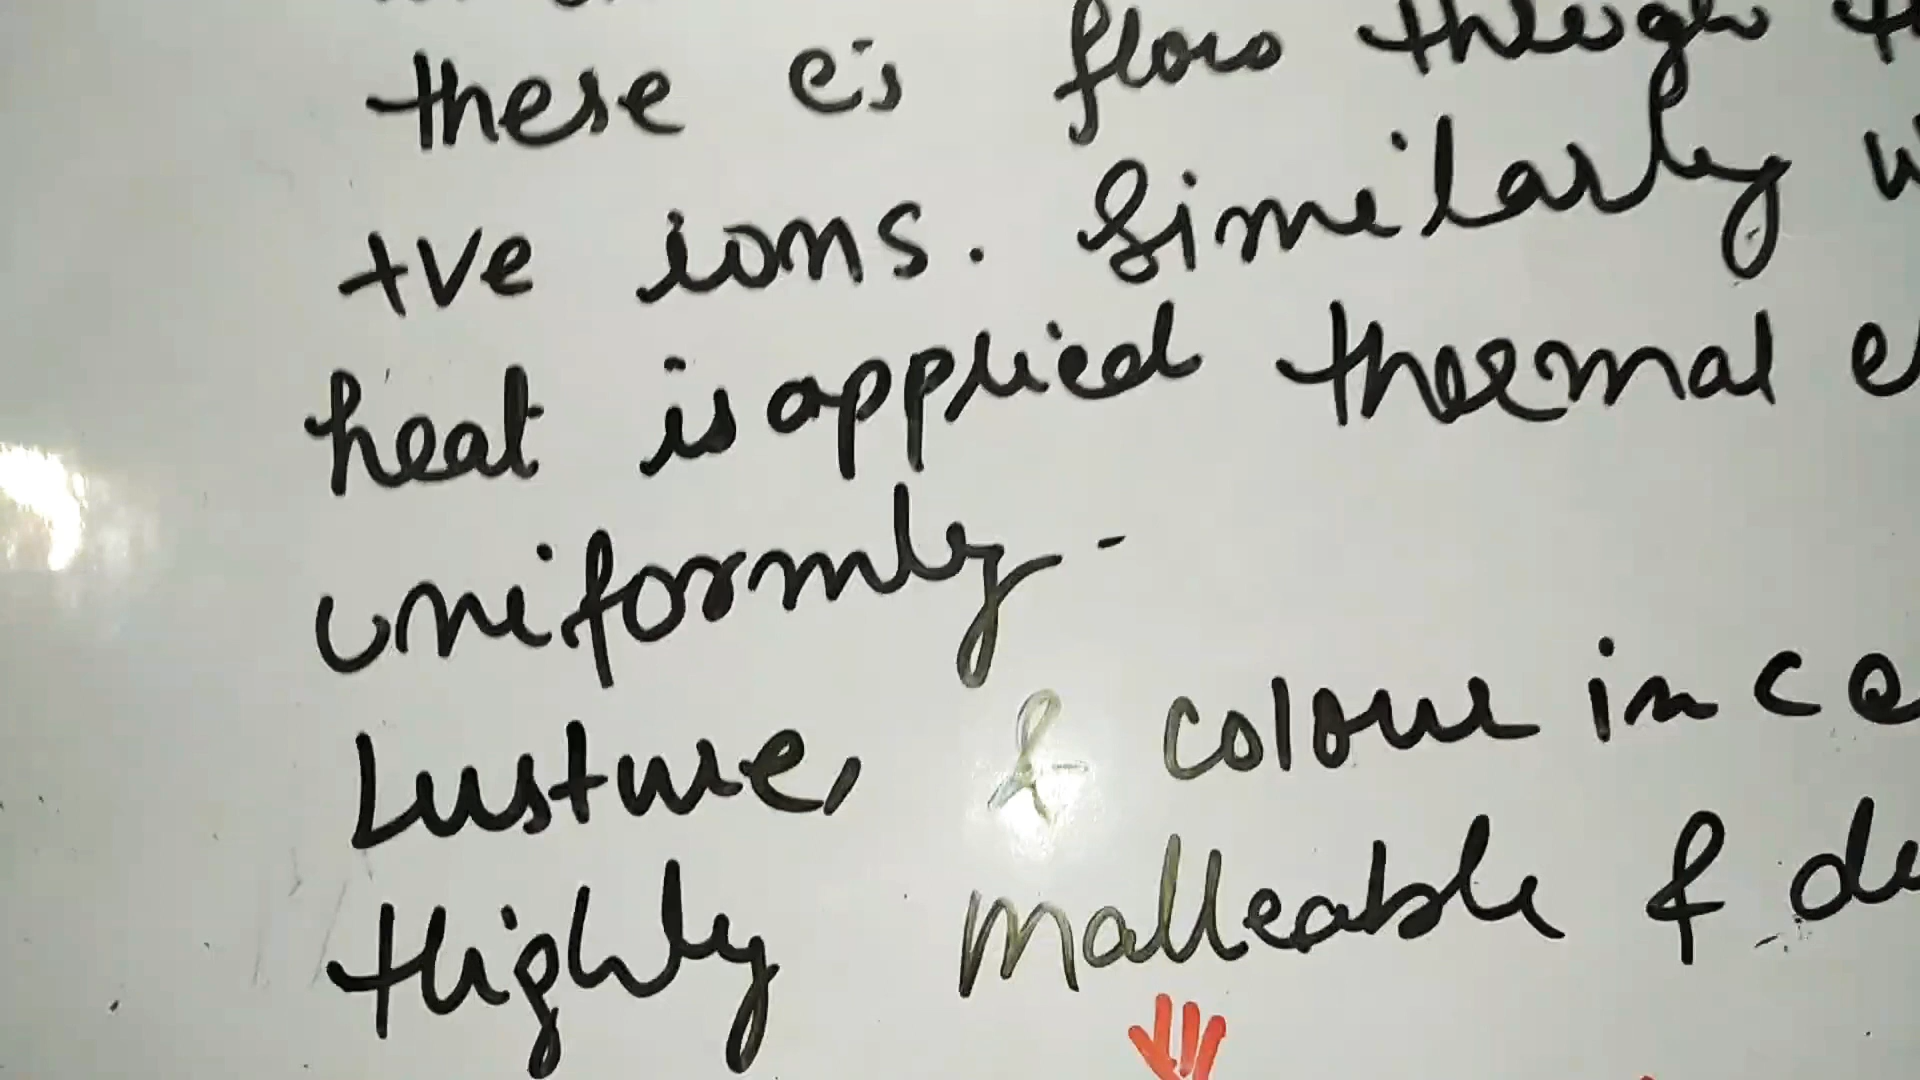 these e's flow through
+ve ions. Similarly
heat is applied thermal
uniformly.
Lusture, & colour in
Highly malleable &